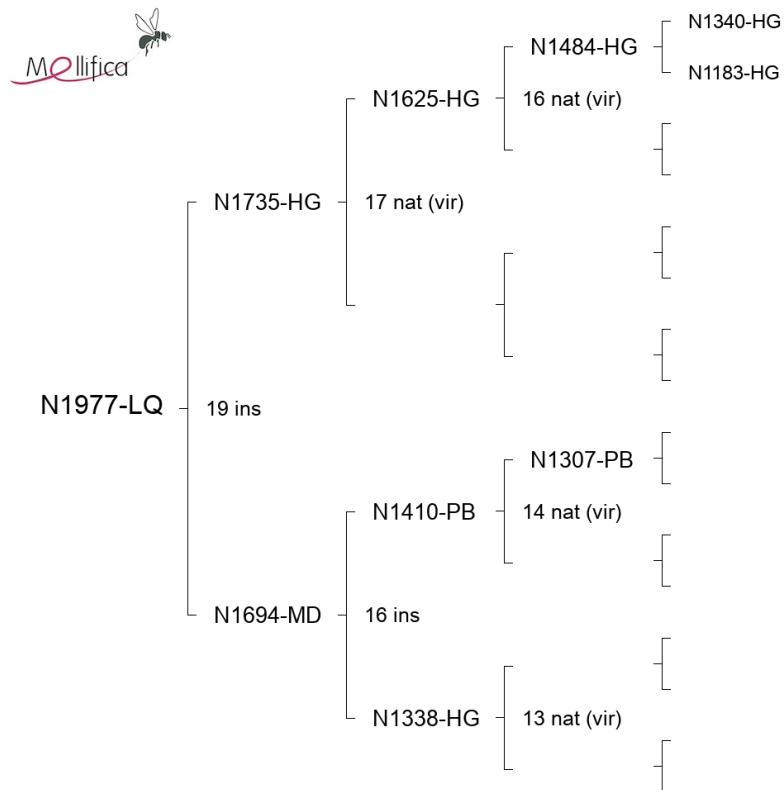 Mellifica
N1340-HG
N1484-HG
N1183-HG
N1625-HG
16 nat (vir)
N1735-HG
17 nat (vir)
N1977-LQ
19 ins
N1307-PB
N1410-PB
14 nat (vir)
N1694-MD
16 ins
N1338-HG
13 nat (vir)